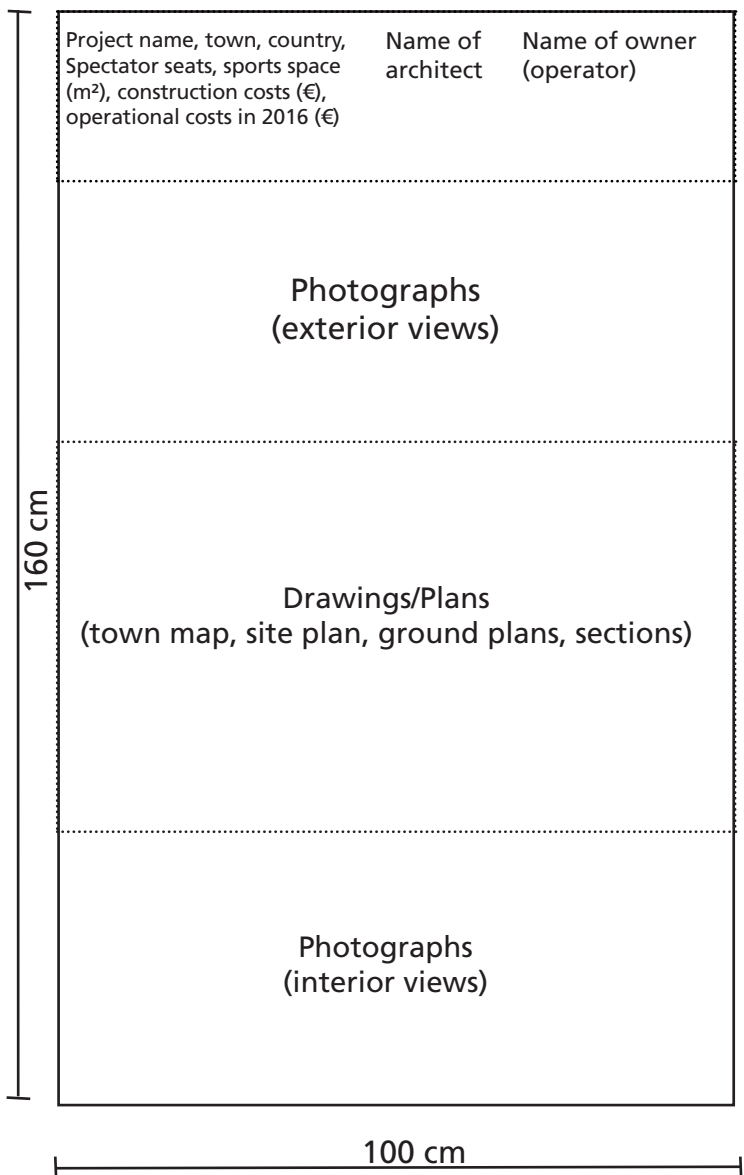 Project name, town, country,
Spectator seats, sports space
(m²), construction costs (€),
operational costs in 2016 (€)
Name of
architect
Name of owner
(operator)
Photographs
(exterior views)
160 cm
Drawings/Plans
(town map, site plan, ground plans, sections)
Photographs
(interior views)
100 cm